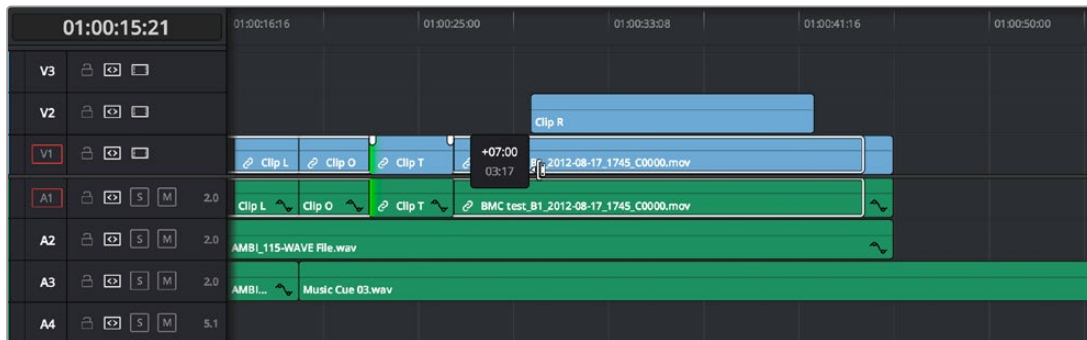 01:00:15:21
01:00:16:16 01:00:25:00 01:00:33:08 01:00:41:16 01:00:50:00
V3
V2
Clip R
V1
Clip L Clip O Clip T B1_2012-08-17_1745_C0000.mov
+07:00
03:17
A1 S M 2.0
Clip L Clip O Clip T BMC test_B1_2012-08-17_1745_C0000.mov
A2 S M 2.0
AMBI_115-WAVE File.wav
A3 S M 2.0
AMBI... Music Cue 03.wav
A4 S M 5.1